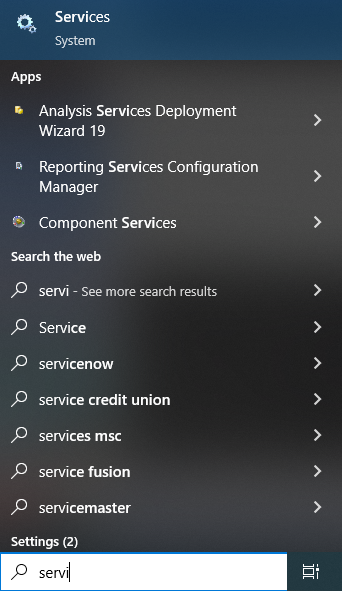 Services
System
Apps
Analysis Services Deployment
Wizard 19
Reporting Services Configuration
Manager
Component Services
Search the web
servi - See more search results
Service
servicenow
service credit union
services msc
service fusion
servicemaster
Settings (2)
servi